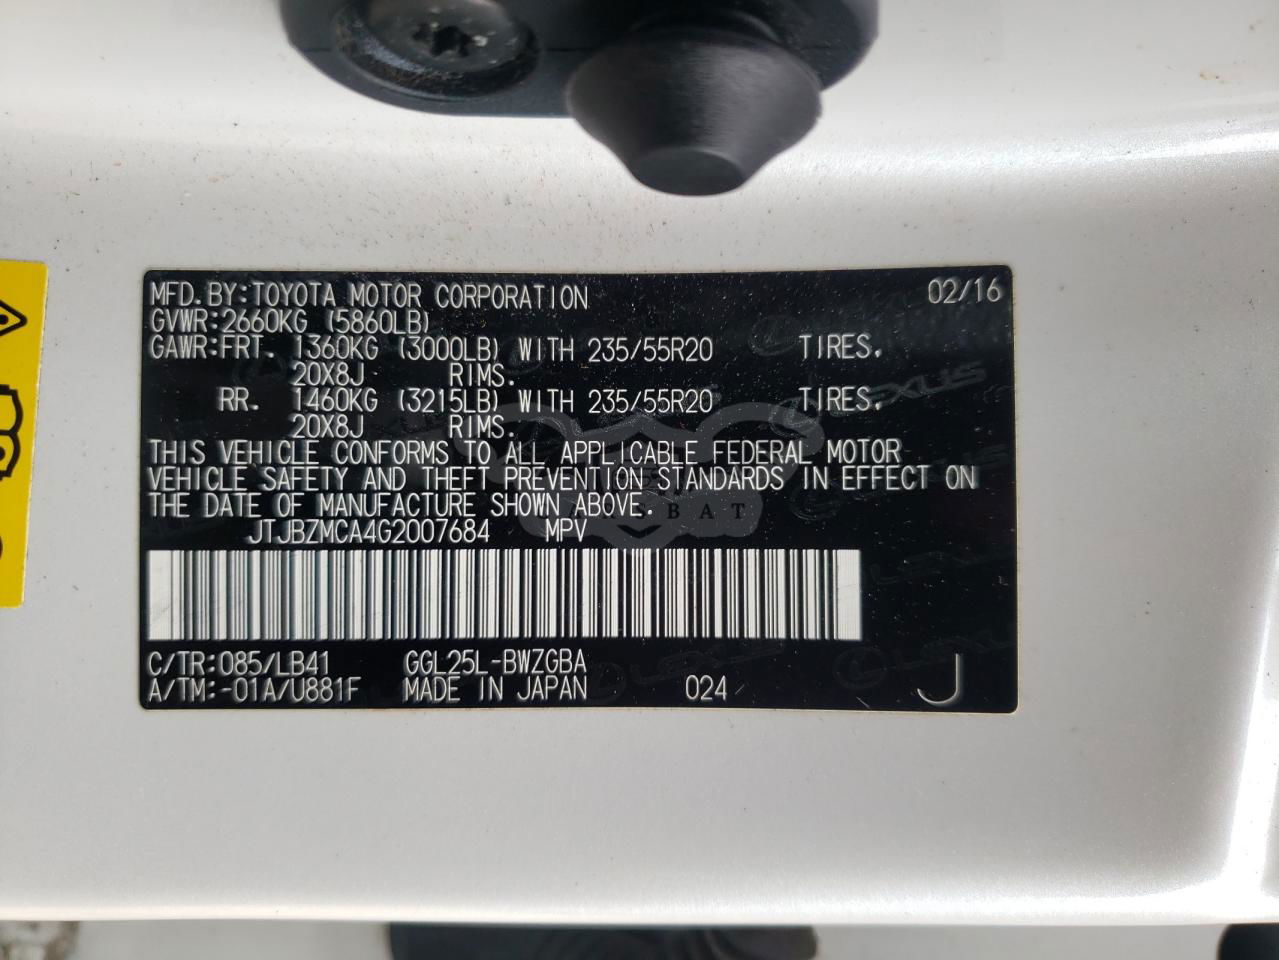 MFD.BY:TOYOTA MOTOR CORPORATION 02/16
GVWR:2660KG (5860LB)
GAWR:FRT. 1360KG (3000LB) WITH 235/55R20 TIRES.
20X8J RIMS.
RR. 1460KG (3215LB) WITH 235/55R20 TIRES.
20X8J RIMS.
THIS VEHICLE CONFORMS TO ALL APPLICABLE FEDERAL MOTOR
VEHICLE SAFETY AND THEFT PREVENTION STANDARDS IN EFFECT ON
THE DATE OF MANUFACTURE SHOWN ABOVE.
JTJBZMCA4G2007684 MPV
C/TR:085/LB41 GGL25L-BWZGBA
A/TM:-01A/U881F MADE IN JAPAN 024 J
LEXUS